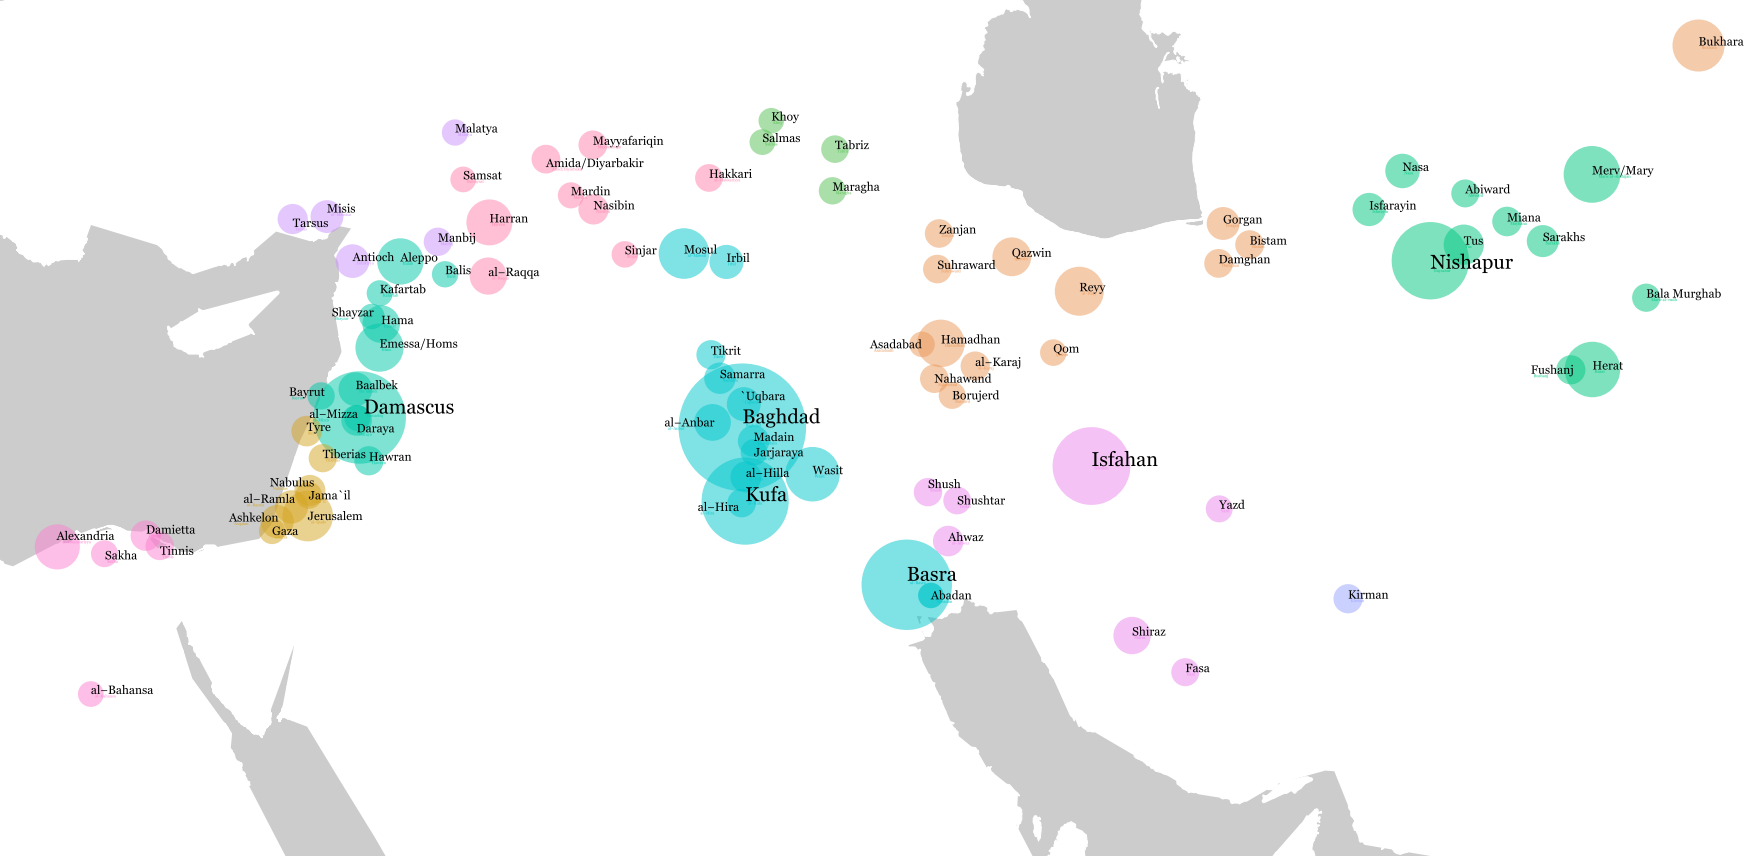 Bukhara
Khoy
Malatya
Salmas
Mayyafariqin
Tabriz
Amida/Diyarbakir
Nasa
Merv/Mary
Samsat
Hakkari
Mardin
Maragha
Abiward
Nasibin
Isfarayin
Misis
Tarsus
Harran
Gorgan
Miana
Zanjan
Manbij
Sarakhs
Bistam
Tus
Sinjar
Mosul
Qazwin
Antioch
Aleppo
Irbil
Damghan
Nishapur
Suhraward
Balis
al–Raqqa
Kafartab
Reyy
Bala Murghab
Shayzar
Hama
Emessa/Homs
Asadabad
Hamadhan
Tikrit
Qom
al–Karaj
Herat
Fushanj
Samarra
Nahawand
Baalbek
Bayrut
`Uqbara
Borujerd
Damascus
al–Mizza
Baghdad
al–Anbar
Tyre
Daraya
Madain
Jarjaraya
Tiberias
Hawran
Isfahan
Wasit
al–Hilla
Nabulus
Shush
Jama`il
Kufa
al–Ramla
Shushtar
Yazd
al–Hira
Ashkelon
Jerusalem
Gaza
Damietta
Alexandria
Ahwaz
Tinnis
Sakha
Basra
Abadan
Kirman
Shiraz
Fasa
al–Bahansa